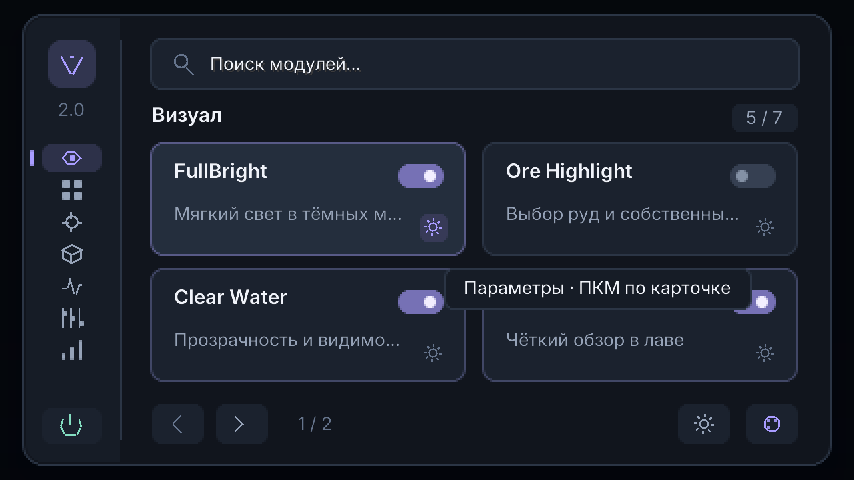 2.0
Поиск модулей...
Визуал
5 / 7
FullBright
Мягкий свет в тёмных м...
Ore Highlight
Выбор руд и собственны...
Clear Water
Прозрачность и видимо...
Параметры · ПКМ по карточке
Чёткий обзор в лаве
1 / 2